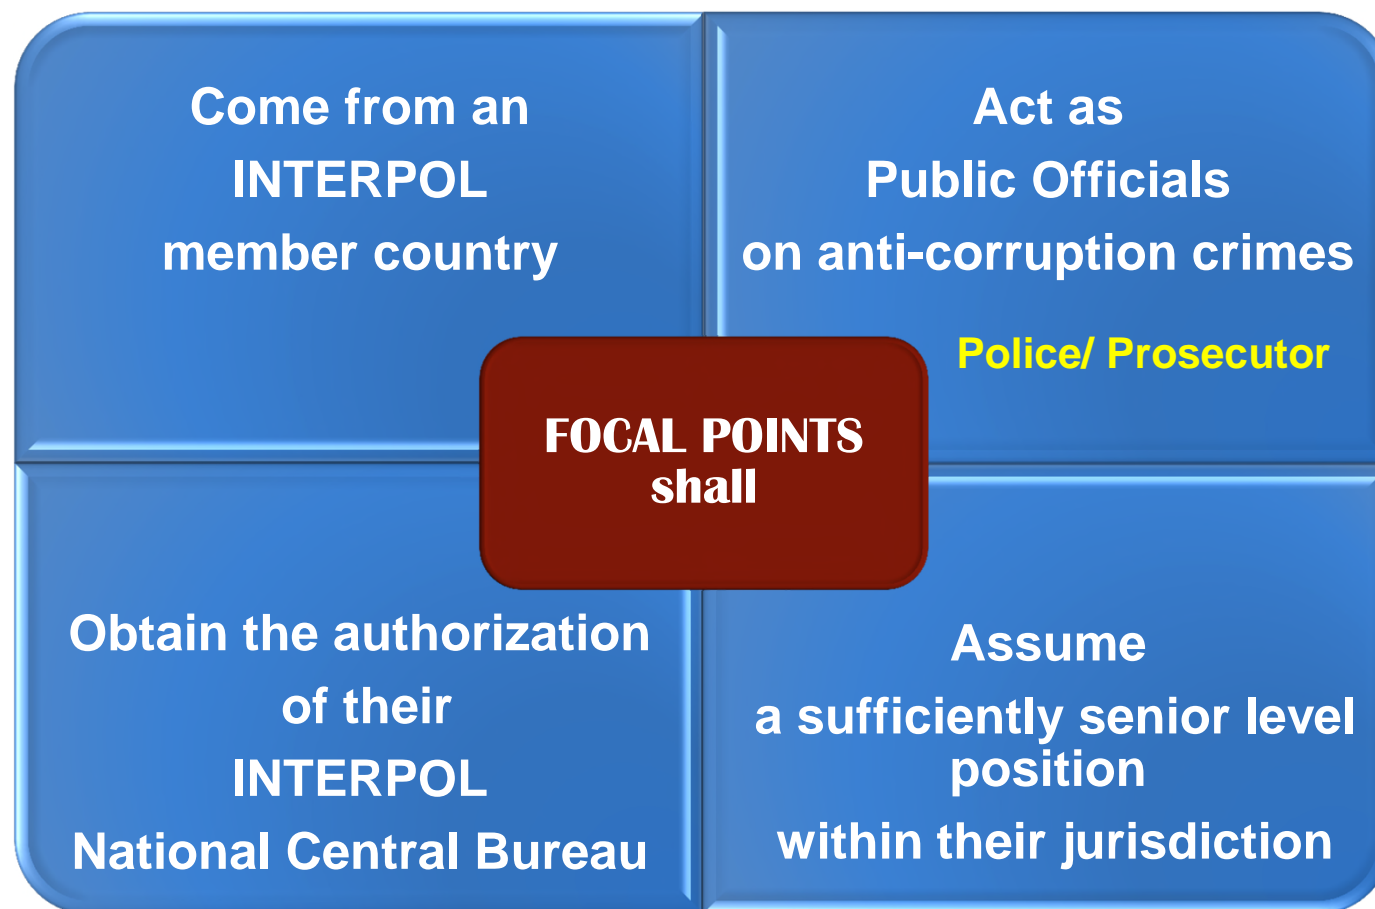 Come from an
INTERPOL
member country
Act as
Public Officials
on anti-corruption crimes
Police/ Prosecutor
FOCAL POINTS
shall
Obtain the authorization
of their
INTERPOL
National Central Bureau
Assume
a sufficiently senior level
position
within their jurisdiction